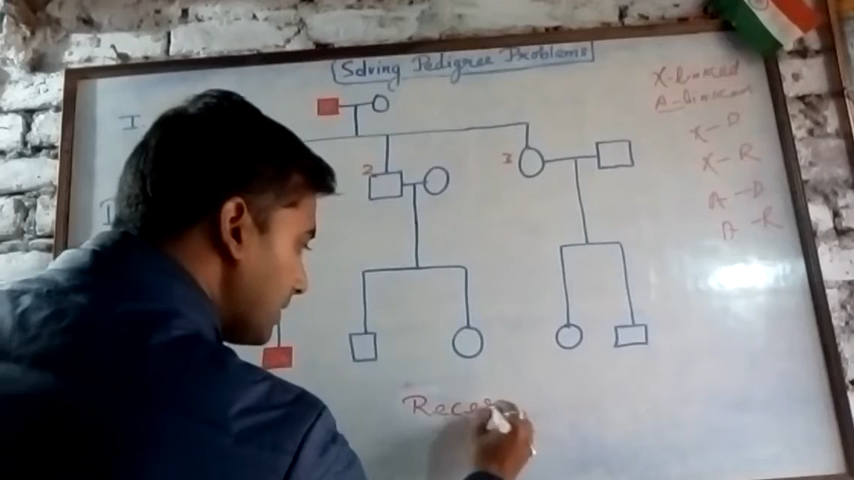 Solving Pedigree Problems
X-linked
A-linked
X-D
X-R
A-D
A-R
I
2
3
Reces